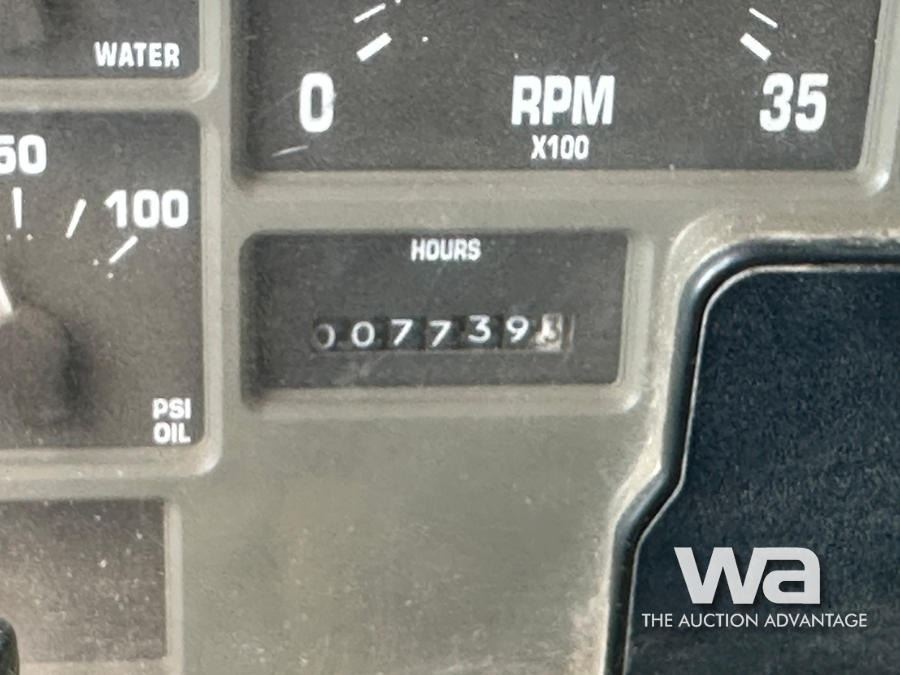 WATER
0
RPM
35
X100
50
100
HOURS
007739
PSI
OIL
wa
THE AUCTION ADVANTAGE